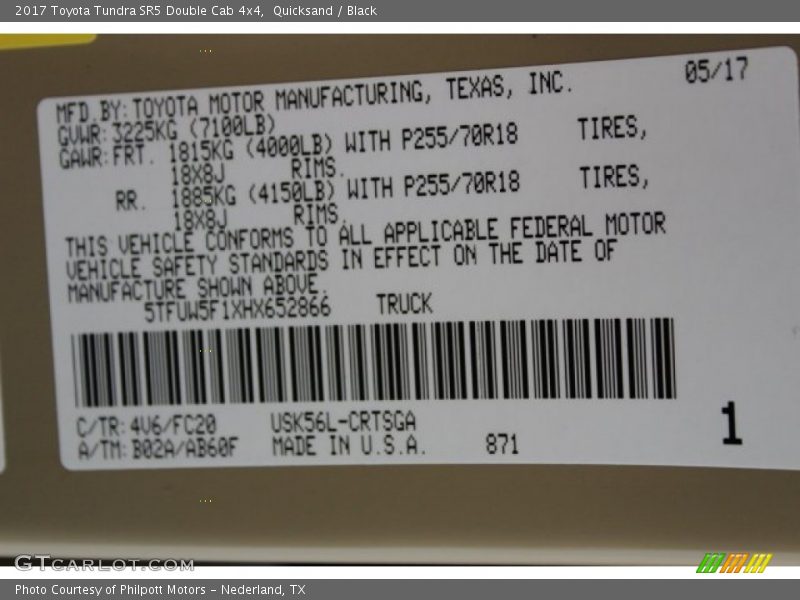 2017 Toyota Tundra SR5 Double Cab 4x4,  Quicksand / Black
05/17
MFD.BY:TOYOTA MOTOR MANUFACTURING, TEXAS, INC.
GVWR:3225KG (7100LB)
GAWR:FRT. 1815KG (4000LB) WITH P255/70R18 TIRES,
18X8J RIMS.
RR. 1885KG (4150LB) WITH P255/70R18 TIRES,
18X8J RIMS.
THIS VEHICLE CONFORMS TO ALL APPLICABLE FEDERAL MOTOR
VEHICLE SAFETY STANDARDS IN EFFECT ON THE DATE OF
MANUFACTURE SHOWN ABOVE.
5TFUW5F1XHX652866 TRUCK
C/TR:4V6/FC20 USK56L-CRTSGA
A/TM:B02A/AB60F MADE IN U.S.A. 871
1
GTCARLOT.COM
Photo Courtesy of Philpott Motors - Nederland, TX